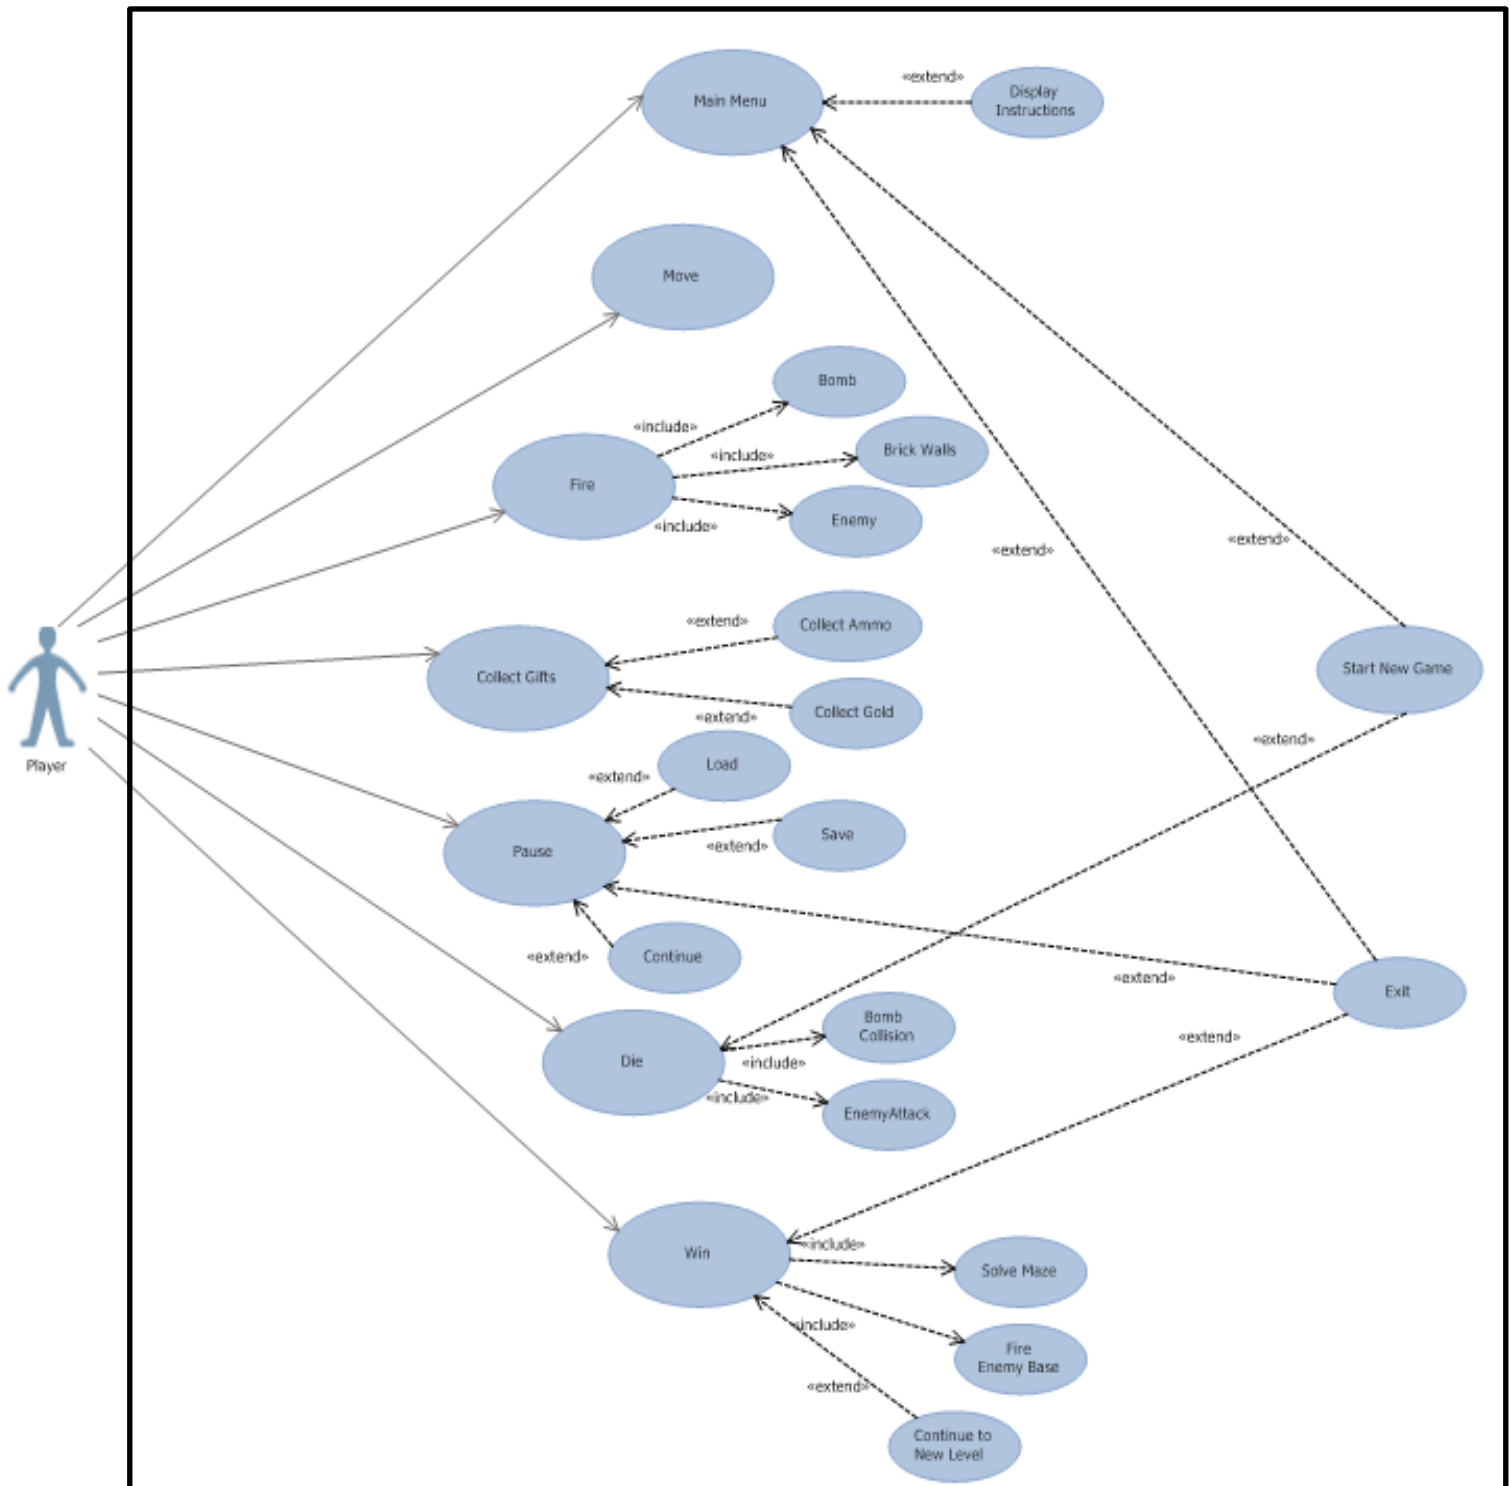 «extend»
Display
Instructions
Main Menu
Move
Bomb
«include»
Brick Walls
«include»
Fire
Enemy
«include»
«extend»
«extend»
«extend»
Collect Ammo
Collect Gifts
Start New Game
Collect Gold
«extend»
«extend»
Player
Load
«extend»
Save
«extend»
Pause
Continue
«extend»
«extend»
Exit
Bomb
Collision
«extend»
Die
«include»
«include»
EnemyAttack
«include»
Win
Solve Maze
«include»
Fire
Enemy Base
«extend»
Continue to
New Level